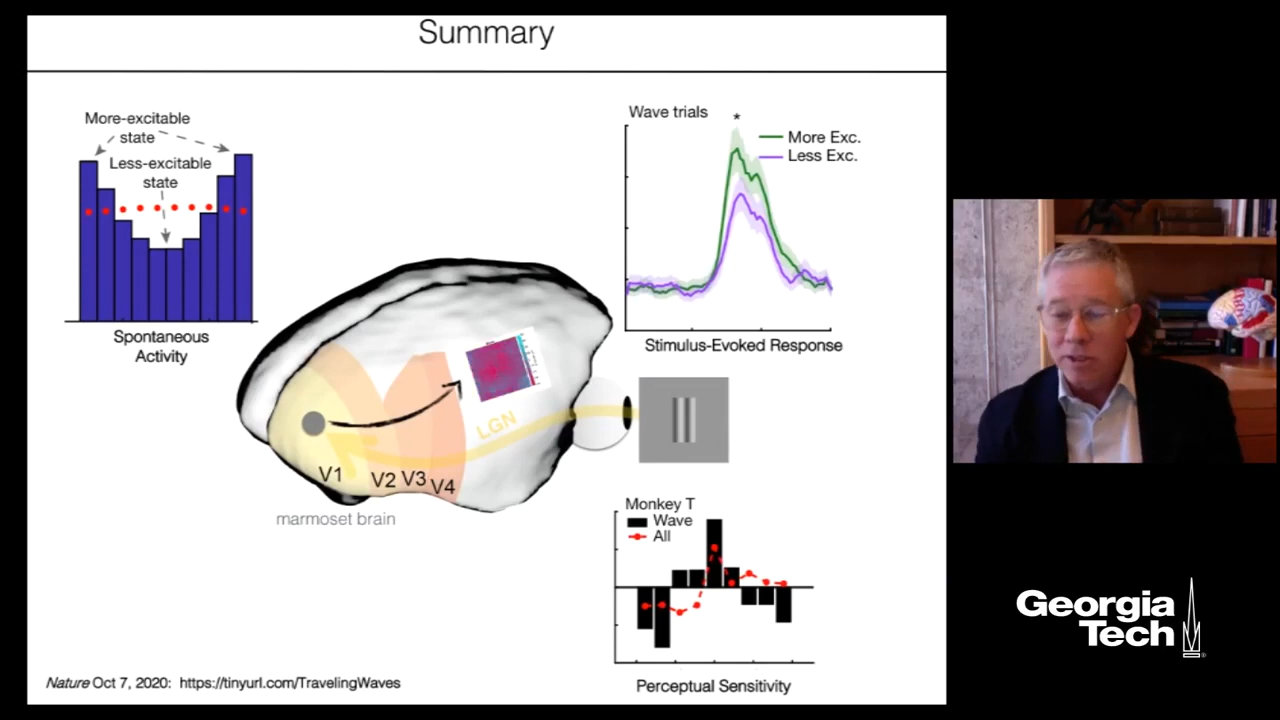 Summary
More-excitable
state
Less-excitable
state
Spontaneous
Activity
Wave trials
*
More Exc.
Less Exc.
Stimulus-Evoked Response
LGN
V1
V2
V3
V4
marmoset brain
Monkey T
Wave
All
Perceptual Sensitivity
Nature Oct 7, 2020: https://tinyurl.com/TravelingWaves
Georgia
Tech